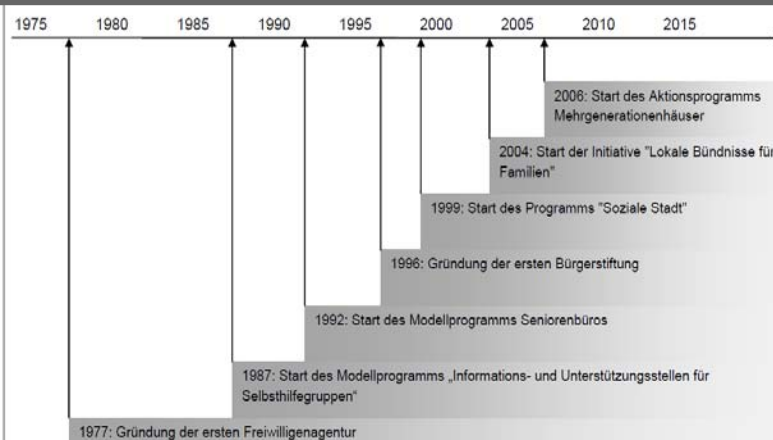 1975 1980 1985 1990 1995 2000 2005 2010 2015
2006: Start des Aktionsprogramms
Mehrgenerationenhäuser
2004: Start der Initiative "Lokale Bündnisse für
Familien"
1999: Start des Programms "Soziale Stadt"
1996: Gründung der ersten Bürgerstiftung
1992: Start des Modellprogramms Seniorenbüros
1987: Start des Modellprogramms „Informations- und Unterstützungsstellen für
Selbsthilfegruppen“
1977: Gründung der ersten Freiwilligenagentur